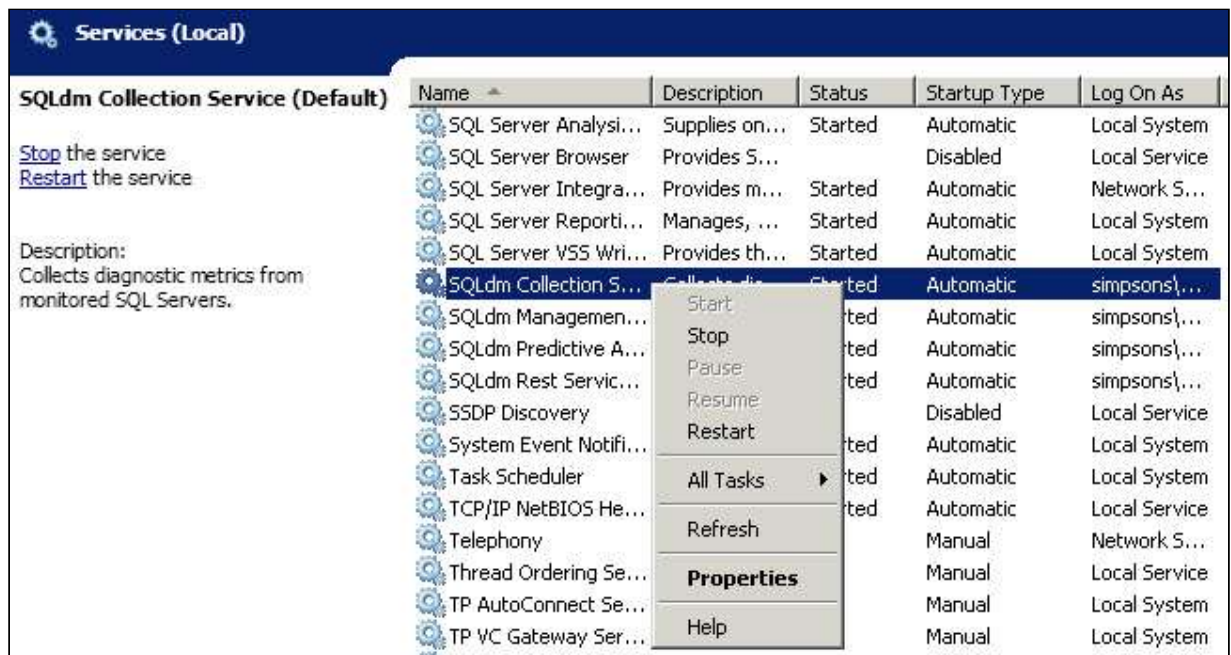 Services (Local)
SQLdm Collection Service (Default)
Stop the service
Restart the service
Description:
Collects diagnostic metrics from
monitored SQL Servers.
Name Description Status Startup Type Log On As
SQL Server Analysi... Supplies on... Started Automatic Local System
SQL Server Browser Provides S... Disabled Local Service
SQL Server Integra... Provides m... Started Automatic Network S...
SQL Server Reporti... Manages, ... Started Automatic Local System
SQL Server VSS Wri... Provides th... Started Automatic Local System
SQLdm Collection S... Automatic simpsons\...
SQLdm Managemen... Automatic simpsons\...
SQLdm Predictive A... Automatic simpsons\...
SQLdm Rest Servic... Automatic simpsons\...
SSDP Discovery Disabled Local Service
System Event Notifi... Automatic Local System
Task Scheduler Automatic Local System
TCP/IP NetBIOS He... Automatic Local Service
Telephony Manual Network S...
Thread Ordering Se... Manual Local Service
TP AutoConnect Se... Manual Local System
TP VC Gateway Ser... Manual Local System
Start
Stop
Pause
Resume
Restart
All Tasks
Refresh
Properties
Help